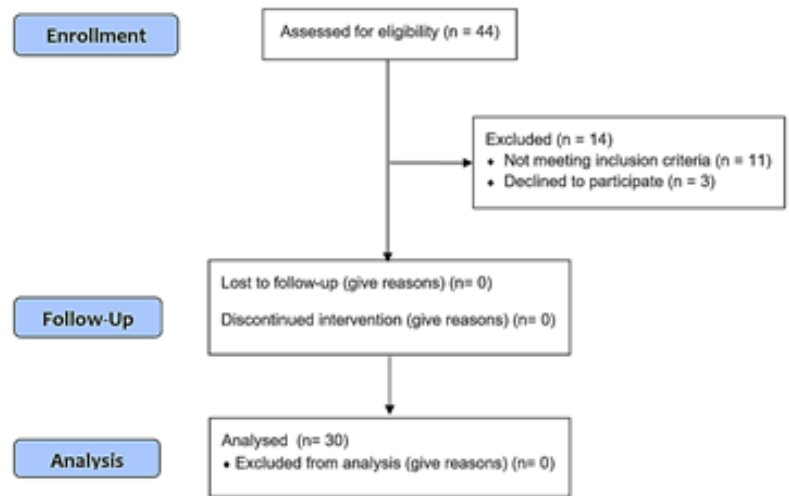 Enrollment
Assessed for eligibility (n = 44)
Excluded (n = 14)
• Not meeting inclusion criteria (n = 11)
• Declined to participate (n = 3)
Follow-Up
Lost to follow-up (give reasons) (n= 0)
Discontinued intervention (give reasons) (n= 0)
Analysis
Analysed (n= 30)
• Excluded from analysis (give reasons) (n= 0)